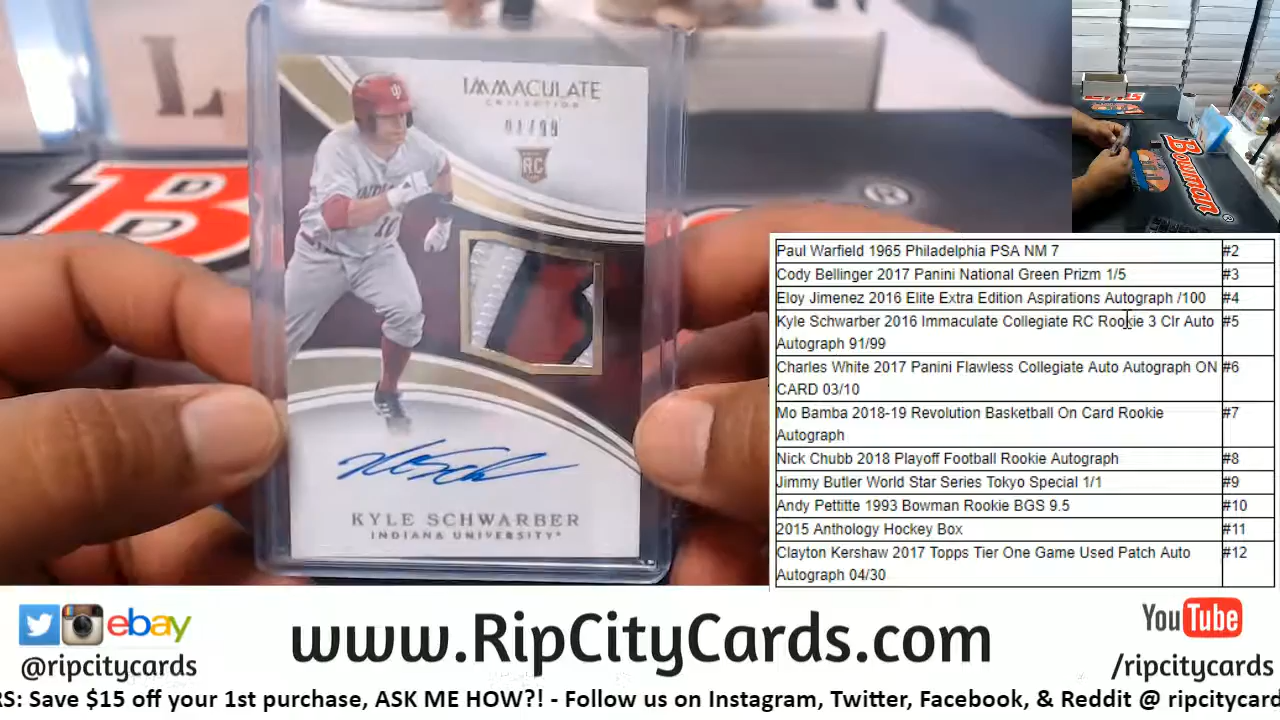 IMMACULATE
COLLECTION
91/99
RC
INDIANA
KYLE SCHWARBER
INDIANA UNIVERSITY®
®
Bowman
Paul Warfield 1965 Philadelphia PSA NM 7 #2
Cody Bellinger 2017 Panini National Green Prizm 1/5 #3
Eloy Jimenez 2016 Elite Extra Edition Aspirations Autograph /100 #4
Kyle Schwarber 2016 Immaculate Collegiate RC Rookie 3 Clr Auto #5
Autograph 91/99
Charles White 2017 Panini Flawless Collegiate Auto Autograph ON #6
CARD 03/10
Mo Bamba 2018-19 Revolution Basketball On Card Rookie #7
Autograph
Nick Chubb 2018 Playoff Football Rookie Autograph #8
Jimmy Butler World Star Series Tokyo Special 1/1 #9
Andy Pettitte 1993 Bowman Rookie BGS 9.5 #10
2015 Anthology Hockey Box #11
Clayton Kershaw 2017 Topps Tier One Game Used Patch Auto #12
Autograph 04/30
ebay
@ripcitycards
www.RipCityCards.com
YouTube
/ripcitycards
RS: Save $15 off your 1st purchase, ASK ME HOW?! - Follow us on Instagram, Twitter, Facebook, & Reddit @ ripcitycard